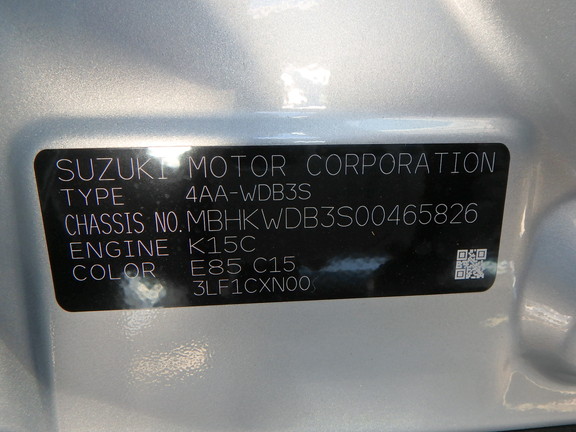 SUZUKI MOTOR CORPORATION
TYPE 4AA-WDB3S
CHASSIS NO. MBHKWDB3S00465826
ENGINE K15C
COLOR E85 C15
3LF1CXN00